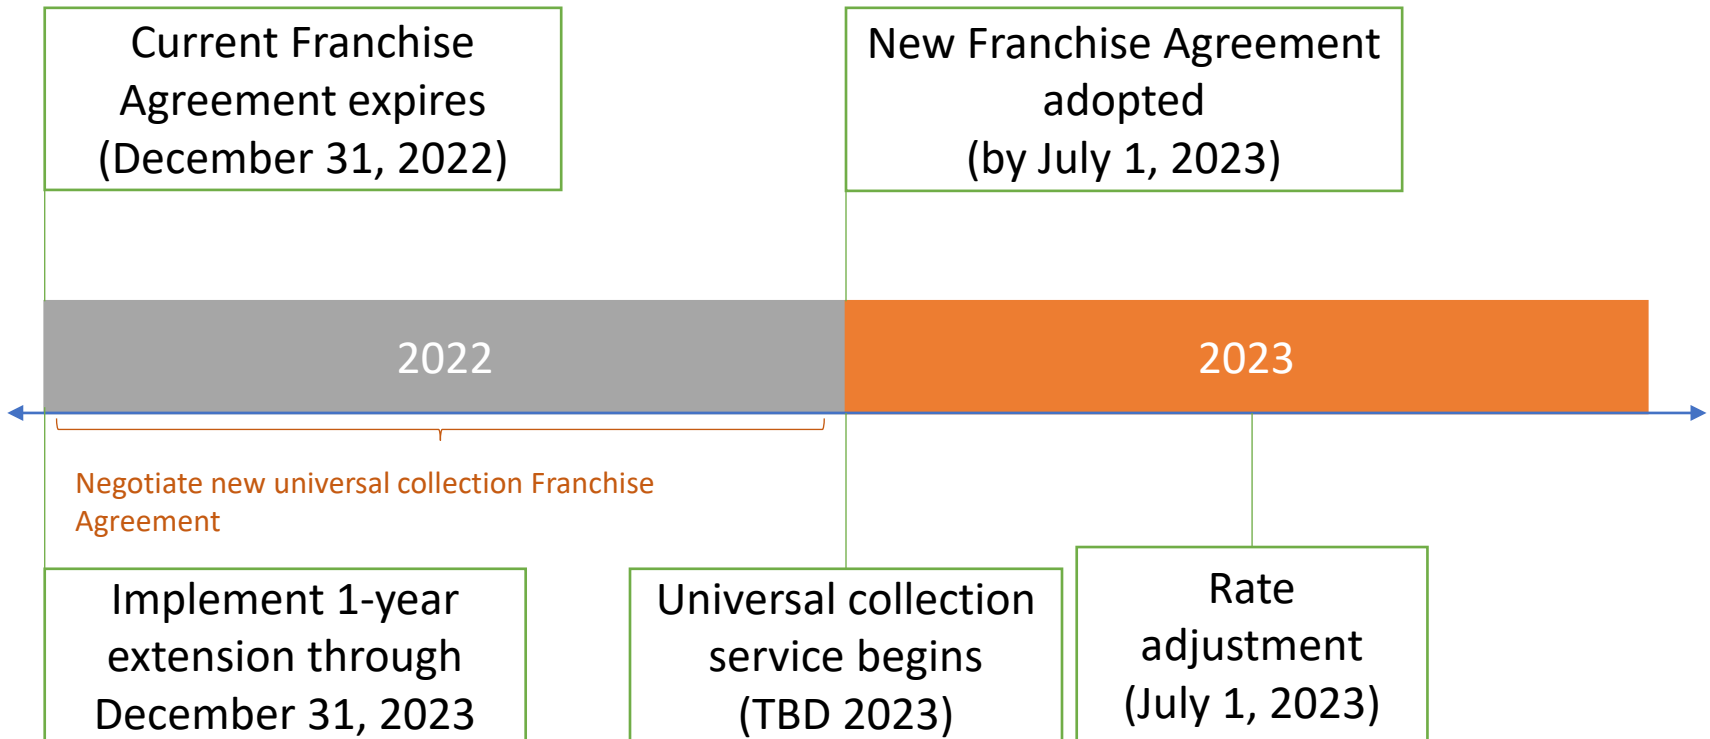 Current Franchise
Agreement expires
(December 31, 2022)
New Franchise Agreement
adopted
(by July 1, 2023)
2022
2023
Negotiate new universal collection Franchise
Agreement
Implement 1-year
extension through
December 31, 2023
Universal collection
service begins
(TBD 2023)
Rate
adjustment
(July 1, 2023)